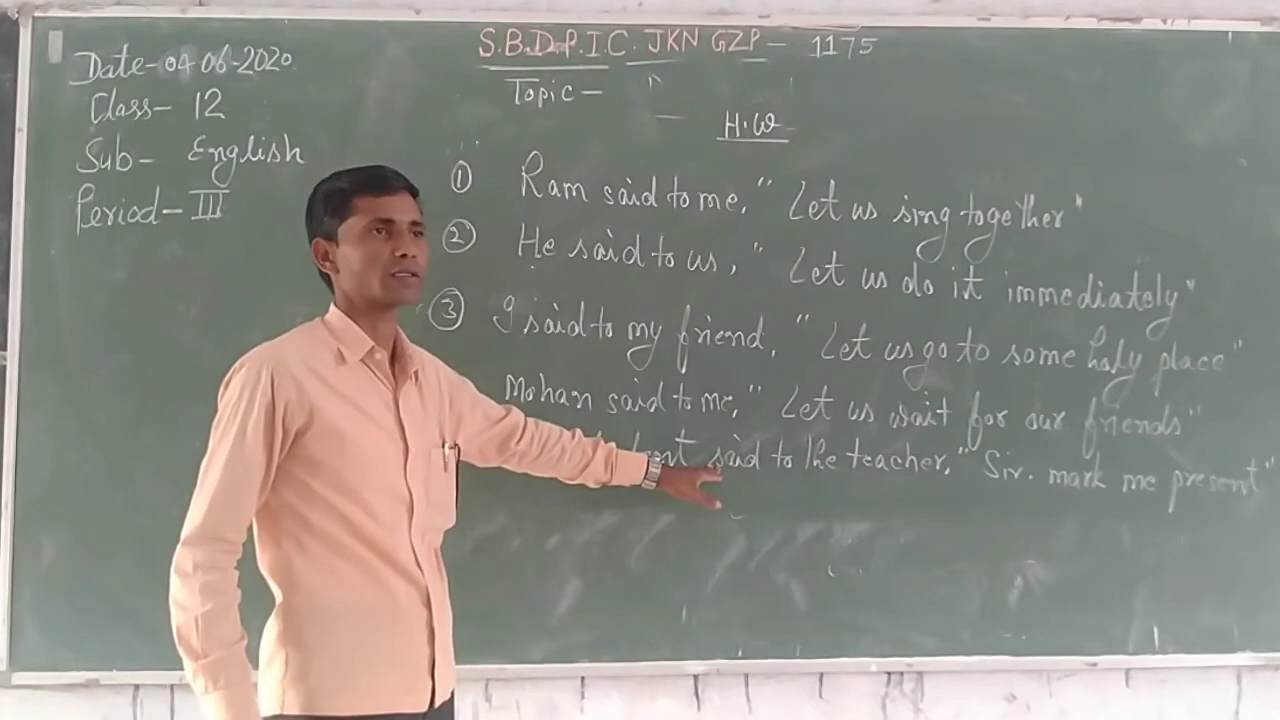 S.B.D.P.I.C. JKN GZP - 1175
Date-04-06-2020
Class- 12
Sub- English
Period- III
Topic -
H.W
① Ram said to me, "Let us sing together"
② He said to us, "Let us do it immediately"
③ I said to my friend, "Let us go to some holy place"
Mohan said to me, "Let us wait for our friends"
said to the teacher, "Sir. mark me present"